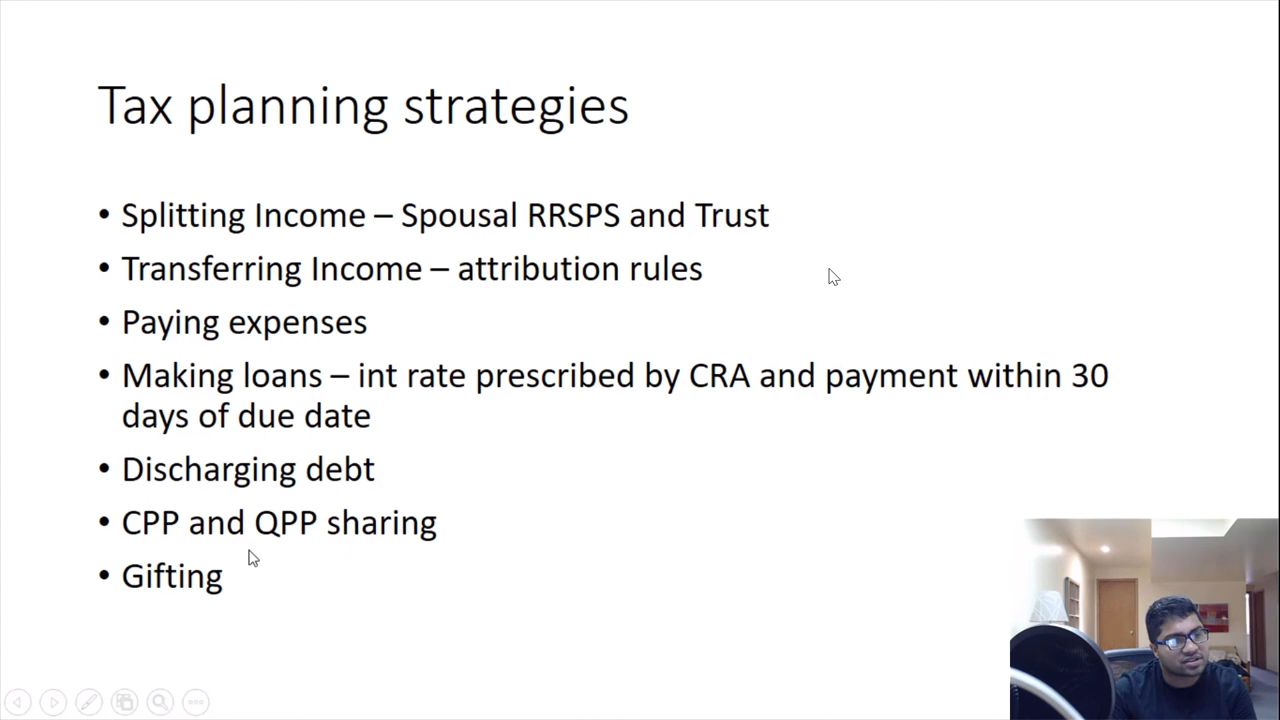 Tax planning strategies
• Splitting Income – Spousal RRSPS and Trust
• Transferring Income – attribution rules
• Paying expenses
• Making loans – int rate prescribed by CRA and payment within 30
days of due date
• Discharging debt
• CPP and QPP sharing
• Gifting